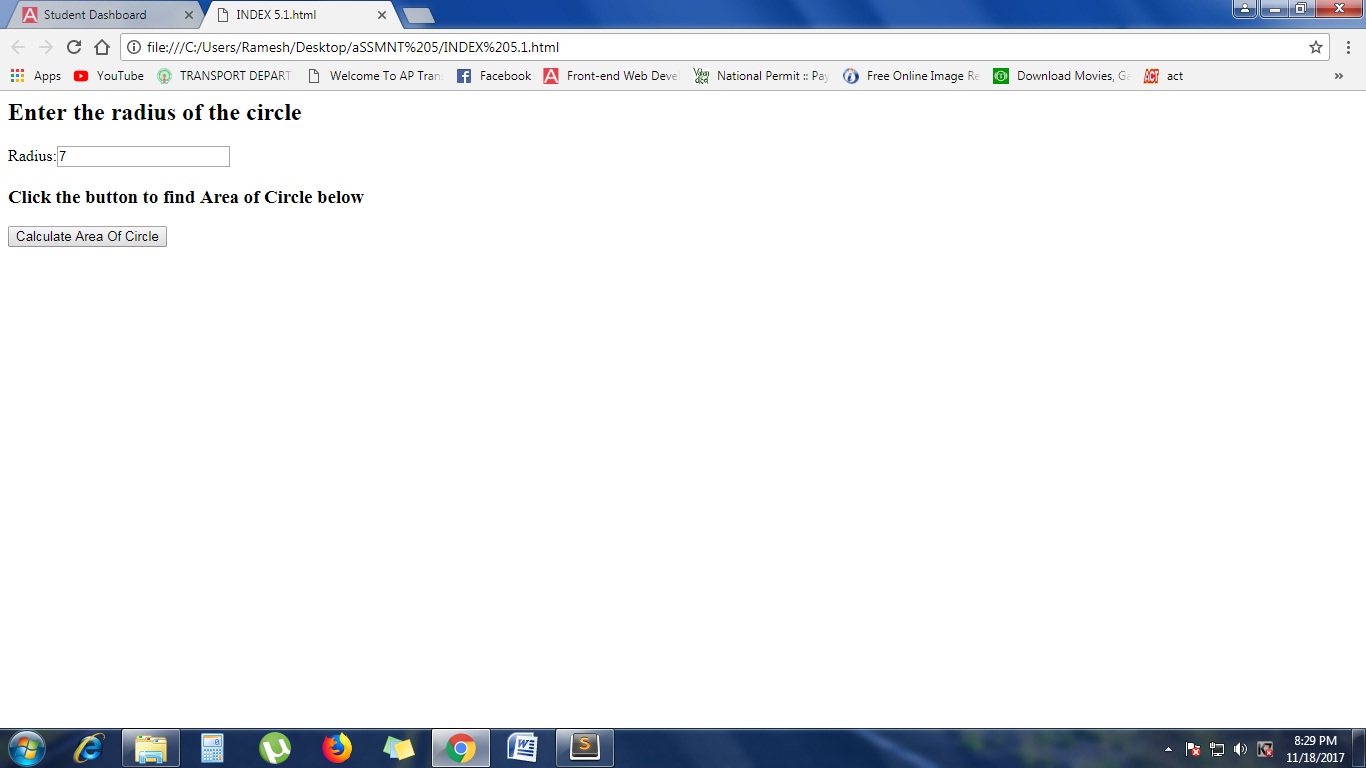 Student Dashboard
INDEX 5.1.html
file:///C:/Users/Ramesh/Desktop/aSSMNT%205/INDEX%205.1.html
Apps YouTube TRANSPORT DEPART Welcome To AP Tran Facebook Front-end Web Deve National Permit :: Pay Free Online Image Re Download Movies, Ga act
Enter the radius of the circle
Radius:7
Click the button to find Area of Circle below
Calculate Area Of Circle
8:29 PM
11/18/2017